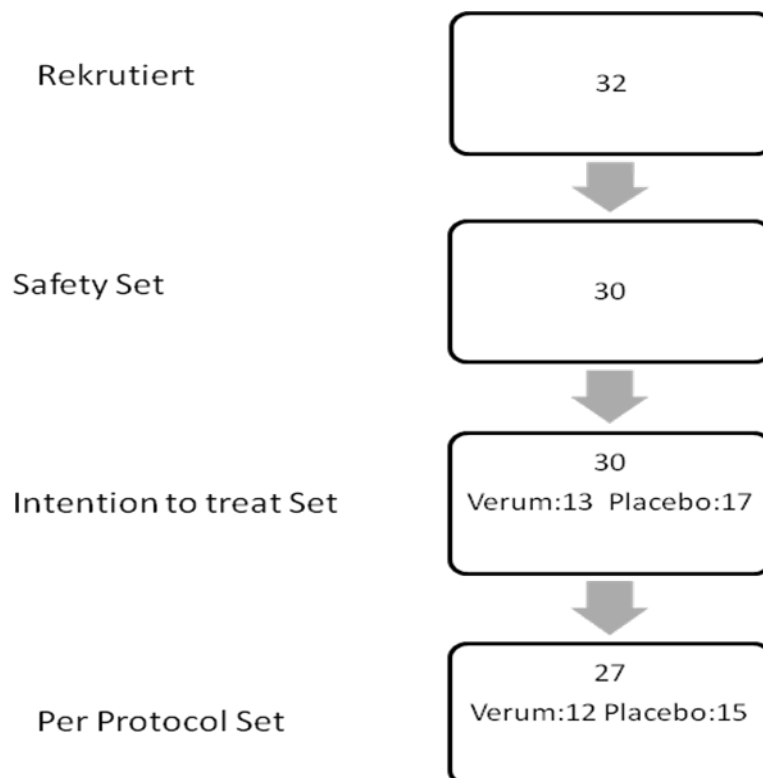 Rekrutiert
32
Safety Set
30
Intention to treat Set
30
Verum:13 Placebo:17
Per Protocol Set
27
Verum:12 Placebo:15